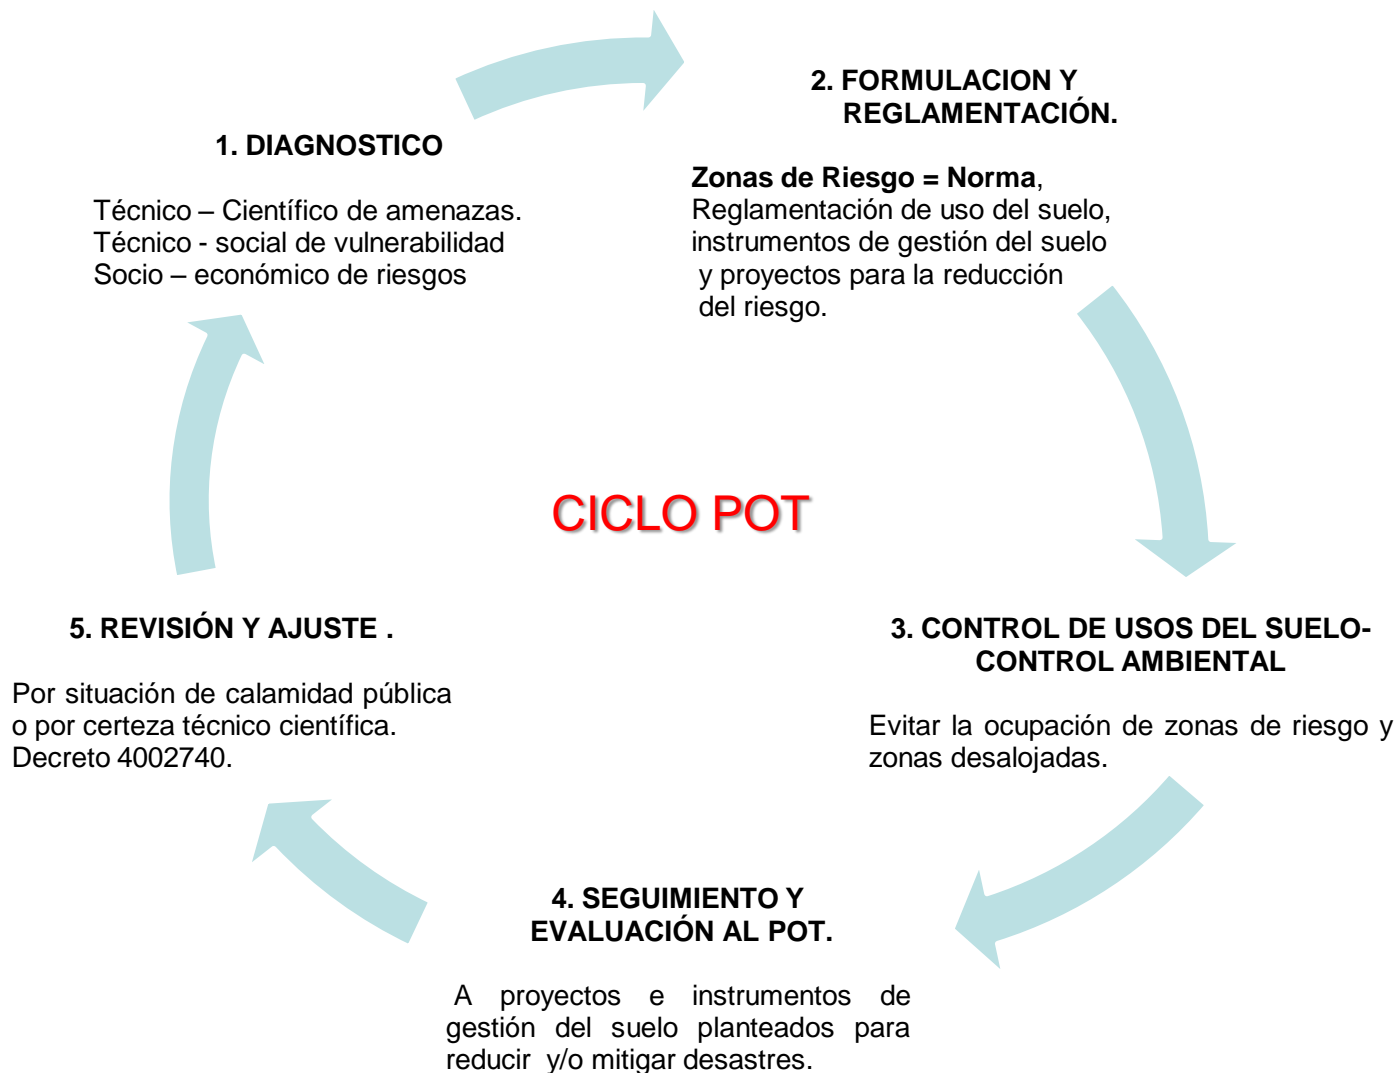 1. DIAGNOSTICO
Técnico – Científico de amenazas.
Técnico - social de vulnerabilidad
Socio – económico de riesgos
2. FORMULACION Y
REGLAMENTACIÓN.
Zonas de Riesgo = Norma,
Reglamentación de uso del suelo,
instrumentos de gestión del suelo
y proyectos para la reducción
del riesgo.
CICLO POT
3. CONTROL DE USOS DEL SUELO-
CONTROL AMBIENTAL
Evitar la ocupación de zonas de riesgo y
zonas desalojadas.
4. SEGUIMIENTO Y
EVALUACIÓN AL POT.
A proyectos e instrumentos de
gestión del suelo planteados para
reducir y/o mitigar desastres.
5. REVISIÓN Y AJUSTE .
Por situación de calamidad pública
o por certeza técnico científica.
Decreto 4002740.